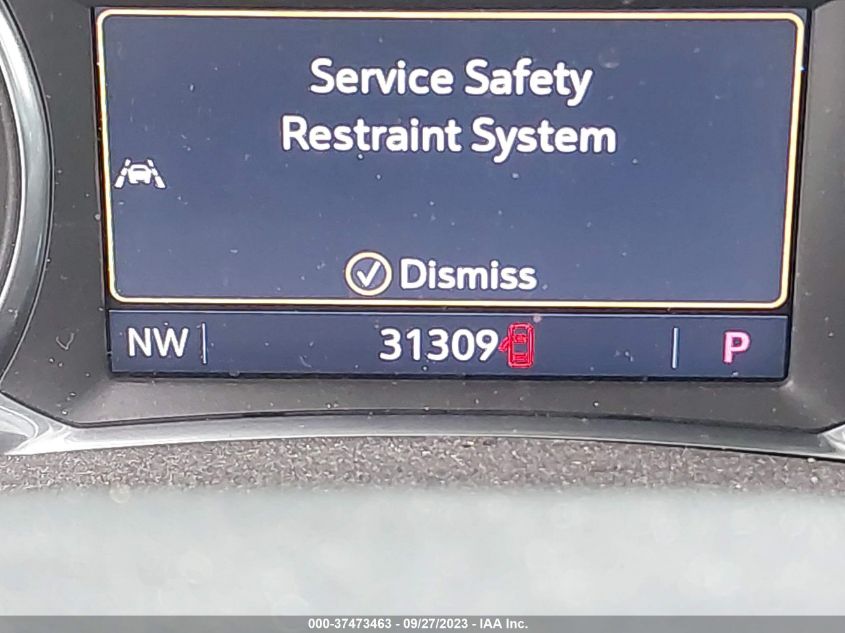 Service Safety
Restraint System
Dismiss
NW 31309 P
000-37473463 - 09/27/2023 - IAA Inc.